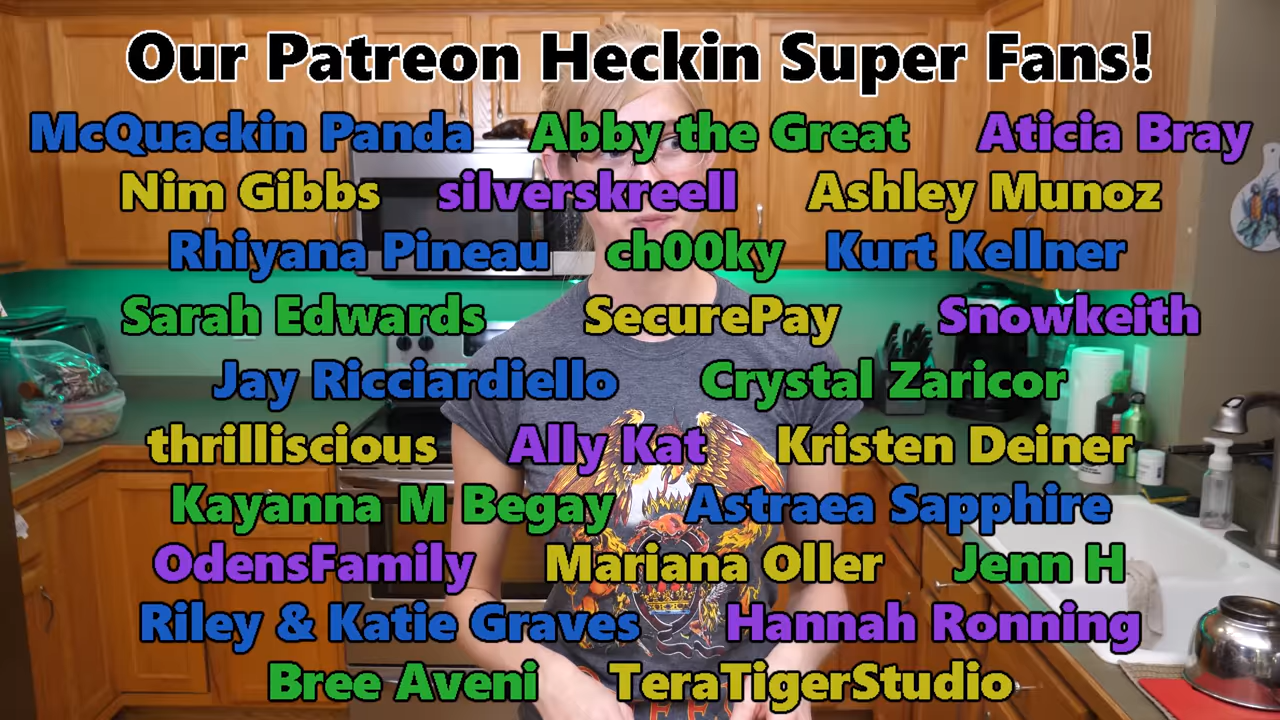 Our Patreon Heckin Super Fans!
McQuackin Panda Abby the Great Aticia Bray
Nim Gibbs silverskreell Ashley Munoz
Rhiyana Pineau ch00ky Kurt Kellner
Sarah Edwards SecurePay Snowkeith
Jay Ricciardiello Crystal Zaricor
thrilliscious Ally Kat Kristen Deiner
Kayanna M Begay Astraea Sapphire
OdensFamily Mariana Oller Jenn H
Riley & Katie Graves Hannah Ronning
Bree Aveni TeraTigerStudio